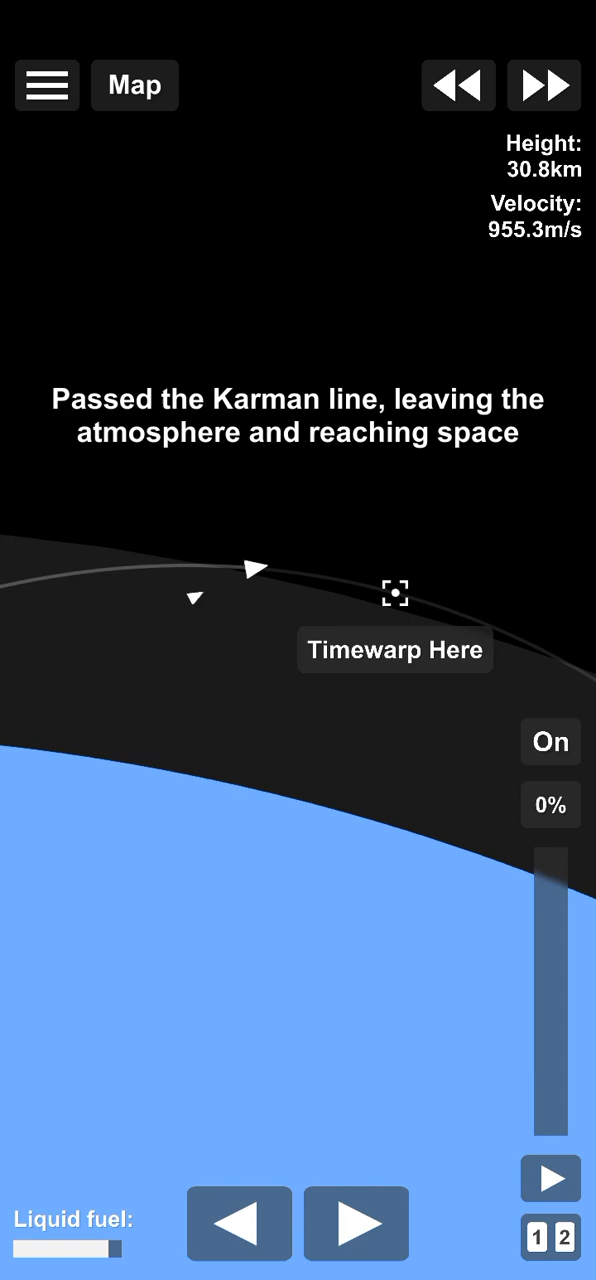 Map
Height:
30.8km
Velocity:
955.3m/s
Passed the Karman line, leaving the
atmosphere and reaching space
Timewarp Here
On
0%
Liquid fuel:
1 2